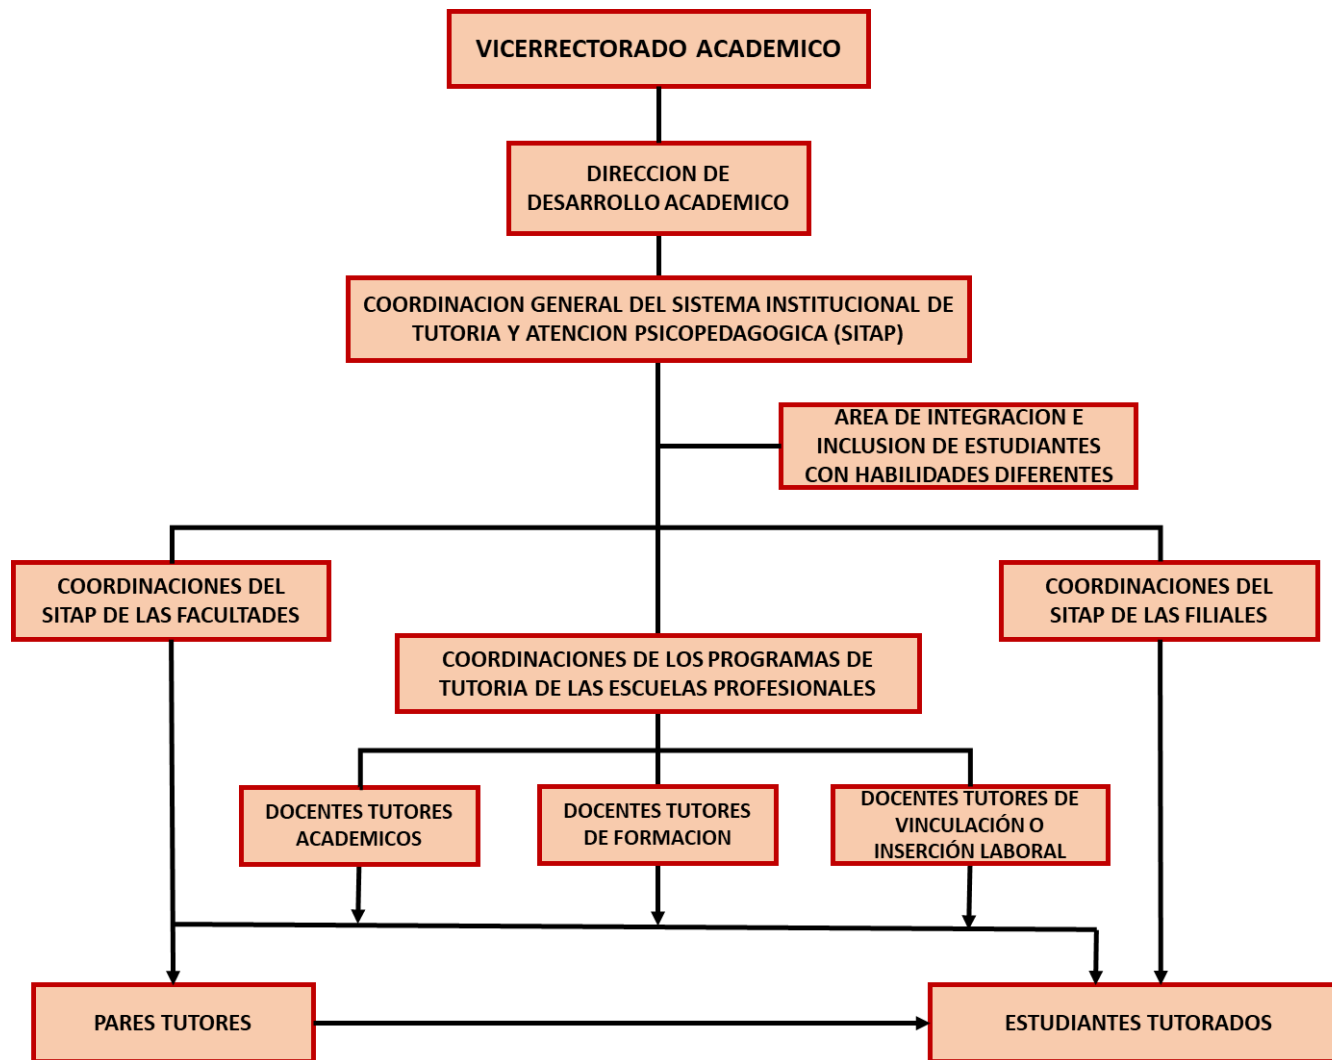 VICERRECTORADO ACADEMICO
DIRECCION DE
DESARROLLO ACADEMICO
COORDINACION GENERAL DEL SISTEMA INSTITUCIONAL DE
TUTORIA Y ATENCION PSICOPEDAGOGICA (SITAP)
AREA DE INTEGRACION E
INCLUSION DE ESTUDIANTES
CON HABILIDADES DIFERENTES
COORDINACIONES DEL
SITAP DE LAS FACULTADES
COORDINACIONES DEL
SITAP DE LAS FILIALES
COORDINACIONES DE LOS PROGRAMAS DE
TUTORIA DE LAS ESCUELAS PROFESIONALES
DOCENTES TUTORES
ACADEMICOS
DOCENTES TUTORES
DE FORMACION
DOCENTES TUTORES DE
VINCULACIÓN O
INSERCIÓN LABORAL
PARES TUTORES
ESTUDIANTES TUTORADOS